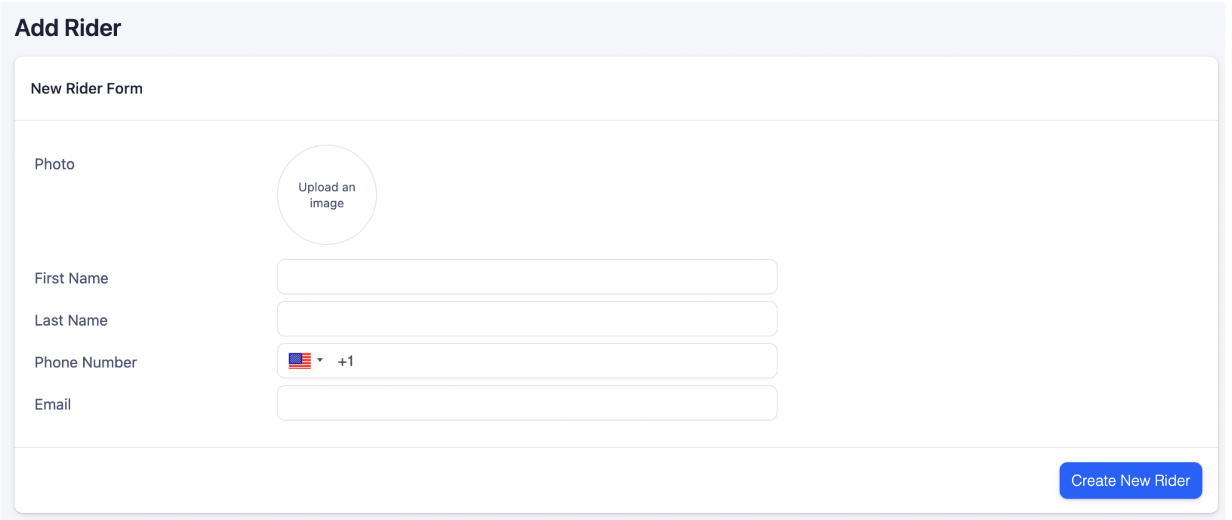 Add Rider
New Rider Form
Photo
Upload an
image
First Name
Last Name
Phone Number
+1
Email
Create New Rider